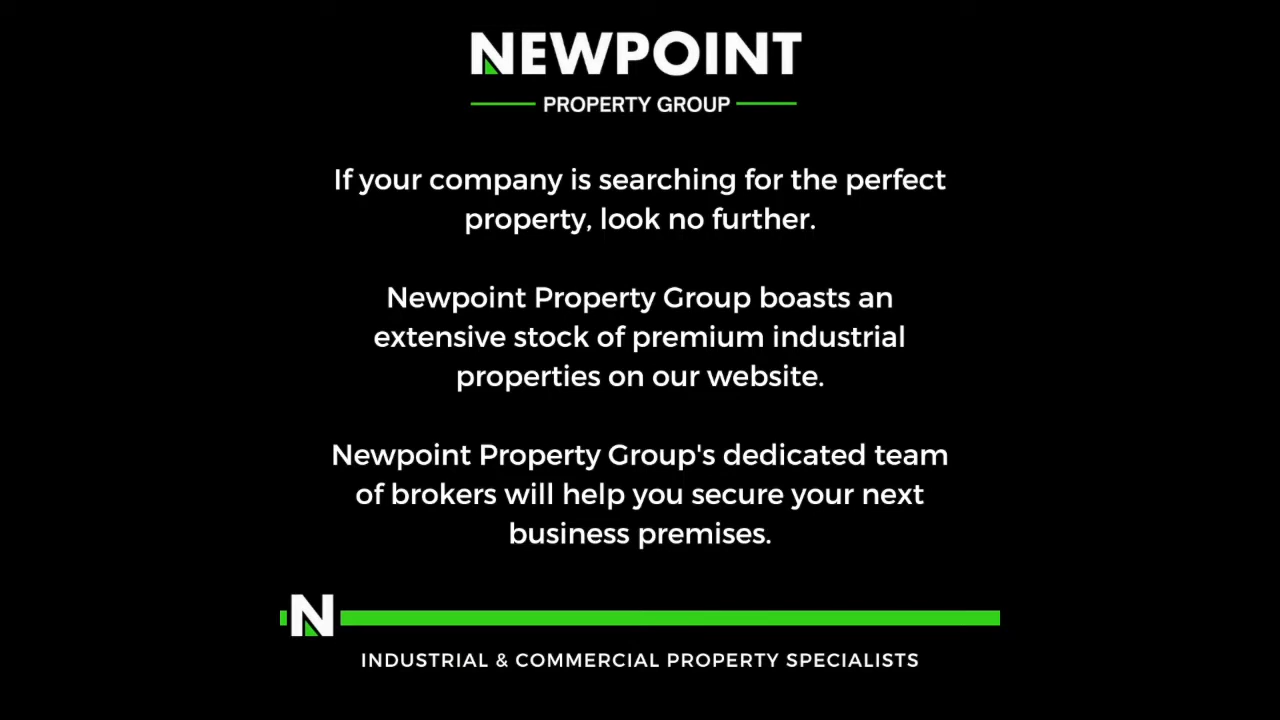 NEWPOINT
PROPERTY GROUP
If your company is searching for the perfect
property, look no further.
Newpoint Property Group boasts an
extensive stock of premium industrial
properties on our website.
Newpoint Property Group's dedicated team
of brokers will help you secure your next
business premises.
N
INDUSTRIAL & COMMERCIAL PROPERTY SPECIALISTS